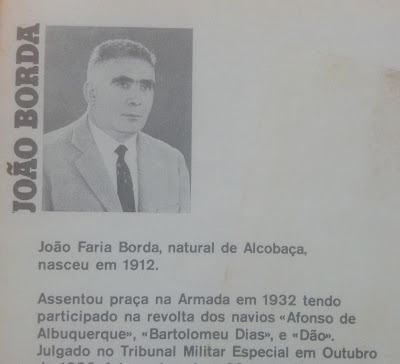 JOÃO BORDA
João Faria Borda, natural de Alcobaça,
nasceu em 1912.
Assentou praça na Armada em 1932 tendo
participado na revolta dos navios «Afonso de
Albuquerque», «Bartolomeu Dias», e «Dão».
Julgado no Tribunal Militar Especial em Outubro